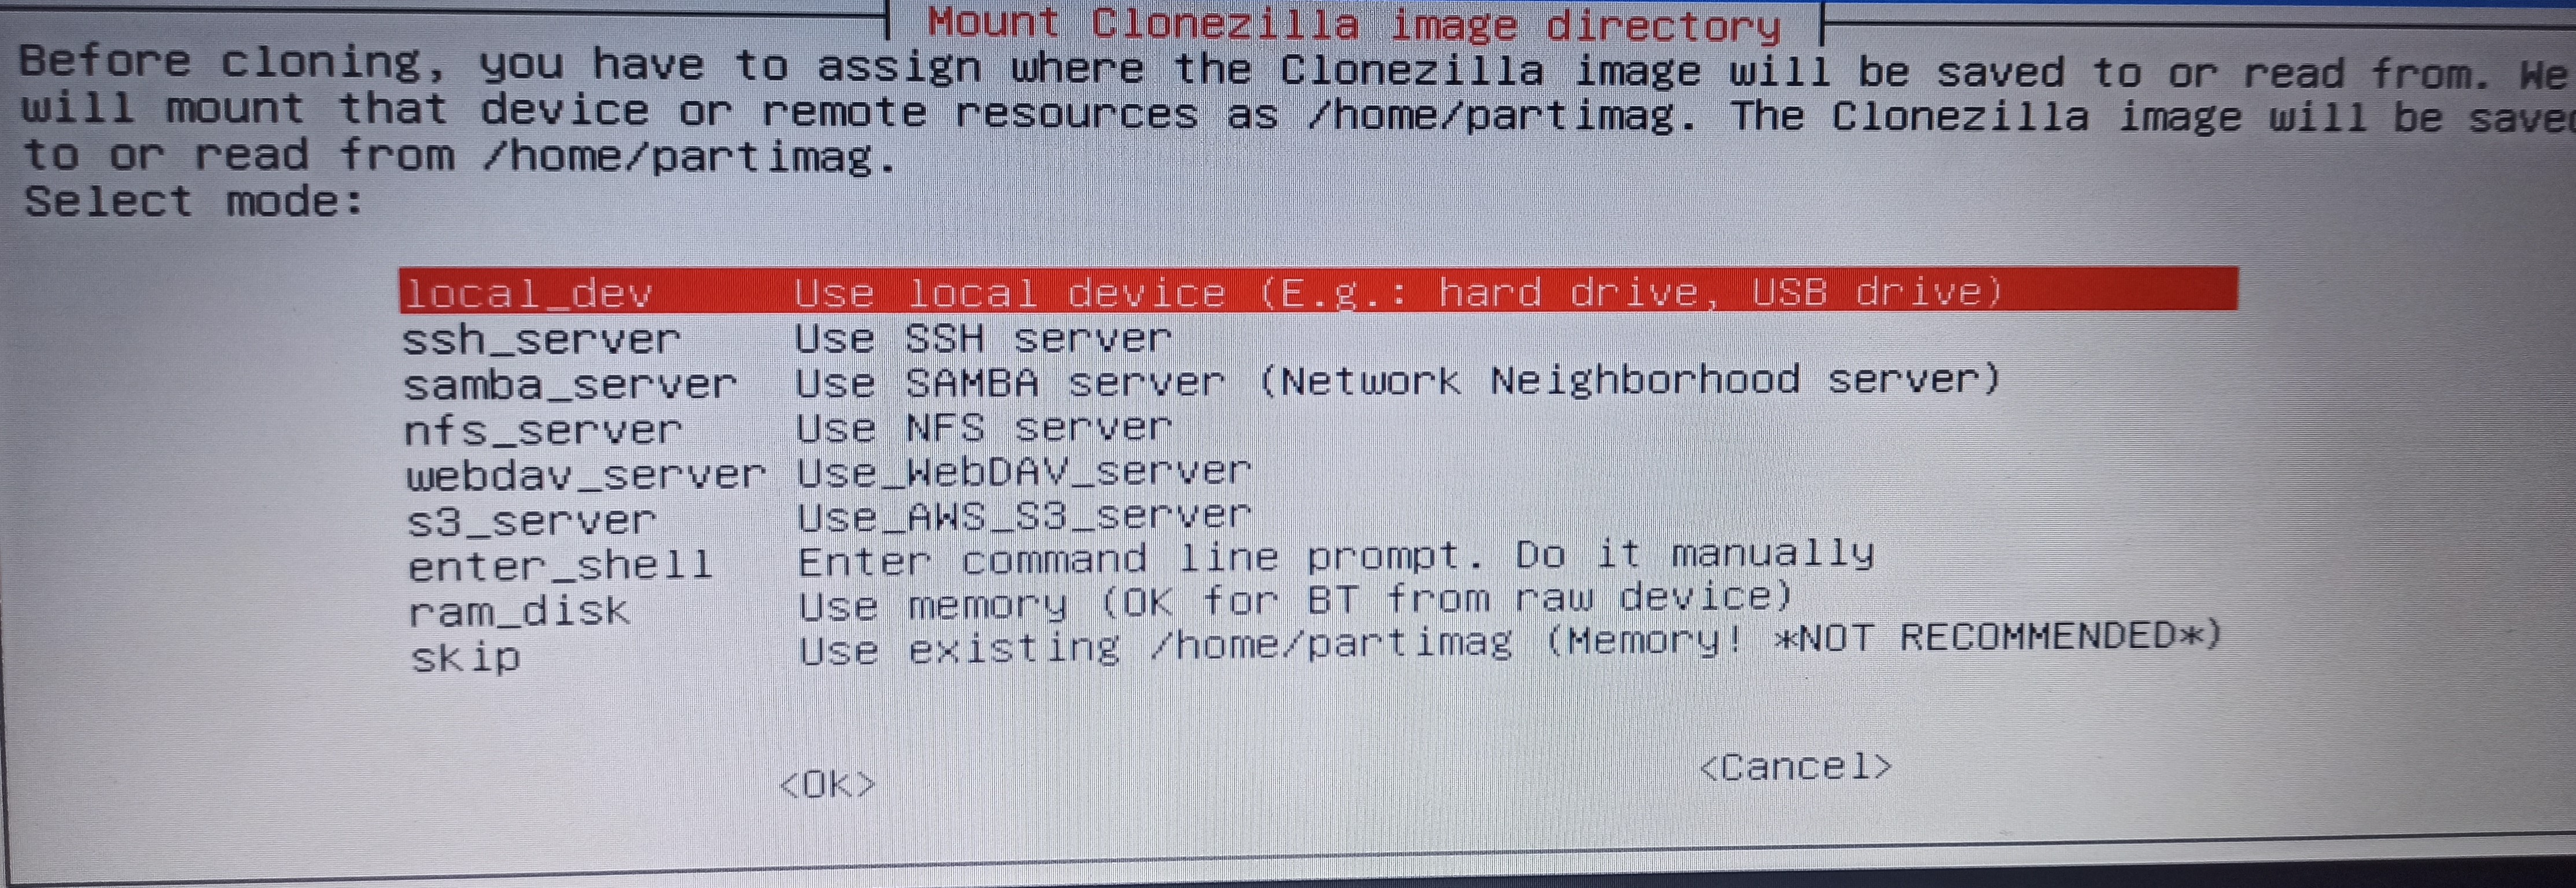 Mount Clonezilla image directory
Before cloning, you have to assign where the Clonezilla image will be saved to or read from. We
will mount that device or remote resources as /home/partimag. The Clonezilla image will be saved
to or read from /home/partimag.
Select mode:
local_dev Use local device (E.g.: hard drive, USB drive)
ssh_server Use SSH server
samba_server Use SAMBA server (Network Neighborhood server)
nfs_server Use NFS server
webdav_server Use_WebDAV_server
s3_server Use_AWS_S3_server
enter_shell Enter command line prompt. Do it manually
ram_disk Use memory (OK for BT from raw device)
skip Use existing /home/partimag (Memory! *NOT RECOMMENDED*)
<Ok> <Cancel>